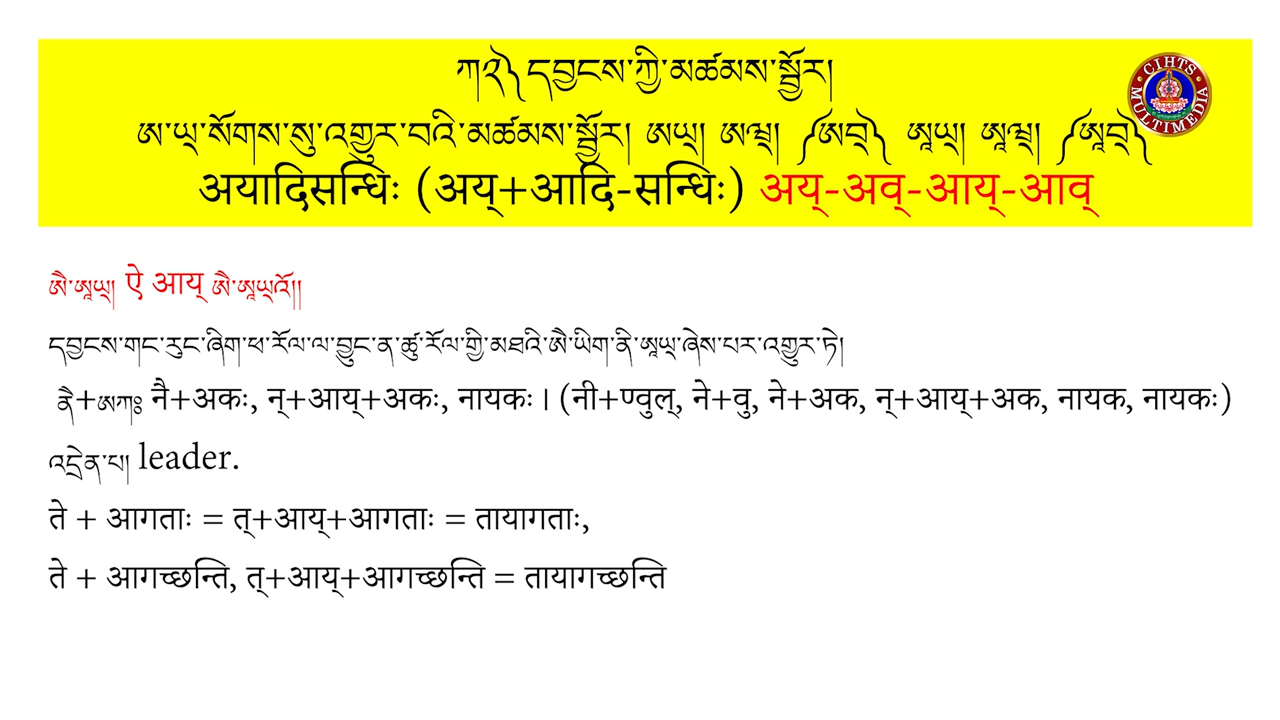 ཀ༢༽ དབྱངས་ཀྱི་མཚམས་སྦྱོར།
ཨ་ཡ྄་སོགས་སུ་འགྱུར་བའི་མཚམས་སྦྱོར། ཨཡ྄། ཨཝ྄། ༼ཨབ྄༽ ཨཱཡ྄། ཨཱཝ྄། ༼ཨཱབ྄༽
अयादिसन्धिः (अय्+आदि-सन्धिः) अय्-अव्-आय्-आव्
CIHTS MULTIMEDIA
ཨཻ་ཨཱཡ྄། ऐ आय् ཨཻ་ཨཱཡ྄འོ།།
དབྱངས་གང་རུང་ཞིག་ཕ་རོལ་ལ་བྱུང་ན་ཚུ་རོལ་གྱི་མཐའི་ཨཻ་ཡིག་ནི་ཨཱཡ྄་ཞེས་པར་འགྱུར་ཏེ།
ནཻ+ཨཀཿ नै+अकः, न्+आय्+अकः, नायकः। (नी+ण्वुल्, ने+वु, ने+अक, न्+आय्+अक, नायक, नायकः)
འདྲེན་པ། leader.
ते + आगताः = त्+आय्+आगताः = तायागताः,
ते + आगच्छन्ति, त्+आय्+आगच्छन्ति = तायागच्छन्ति